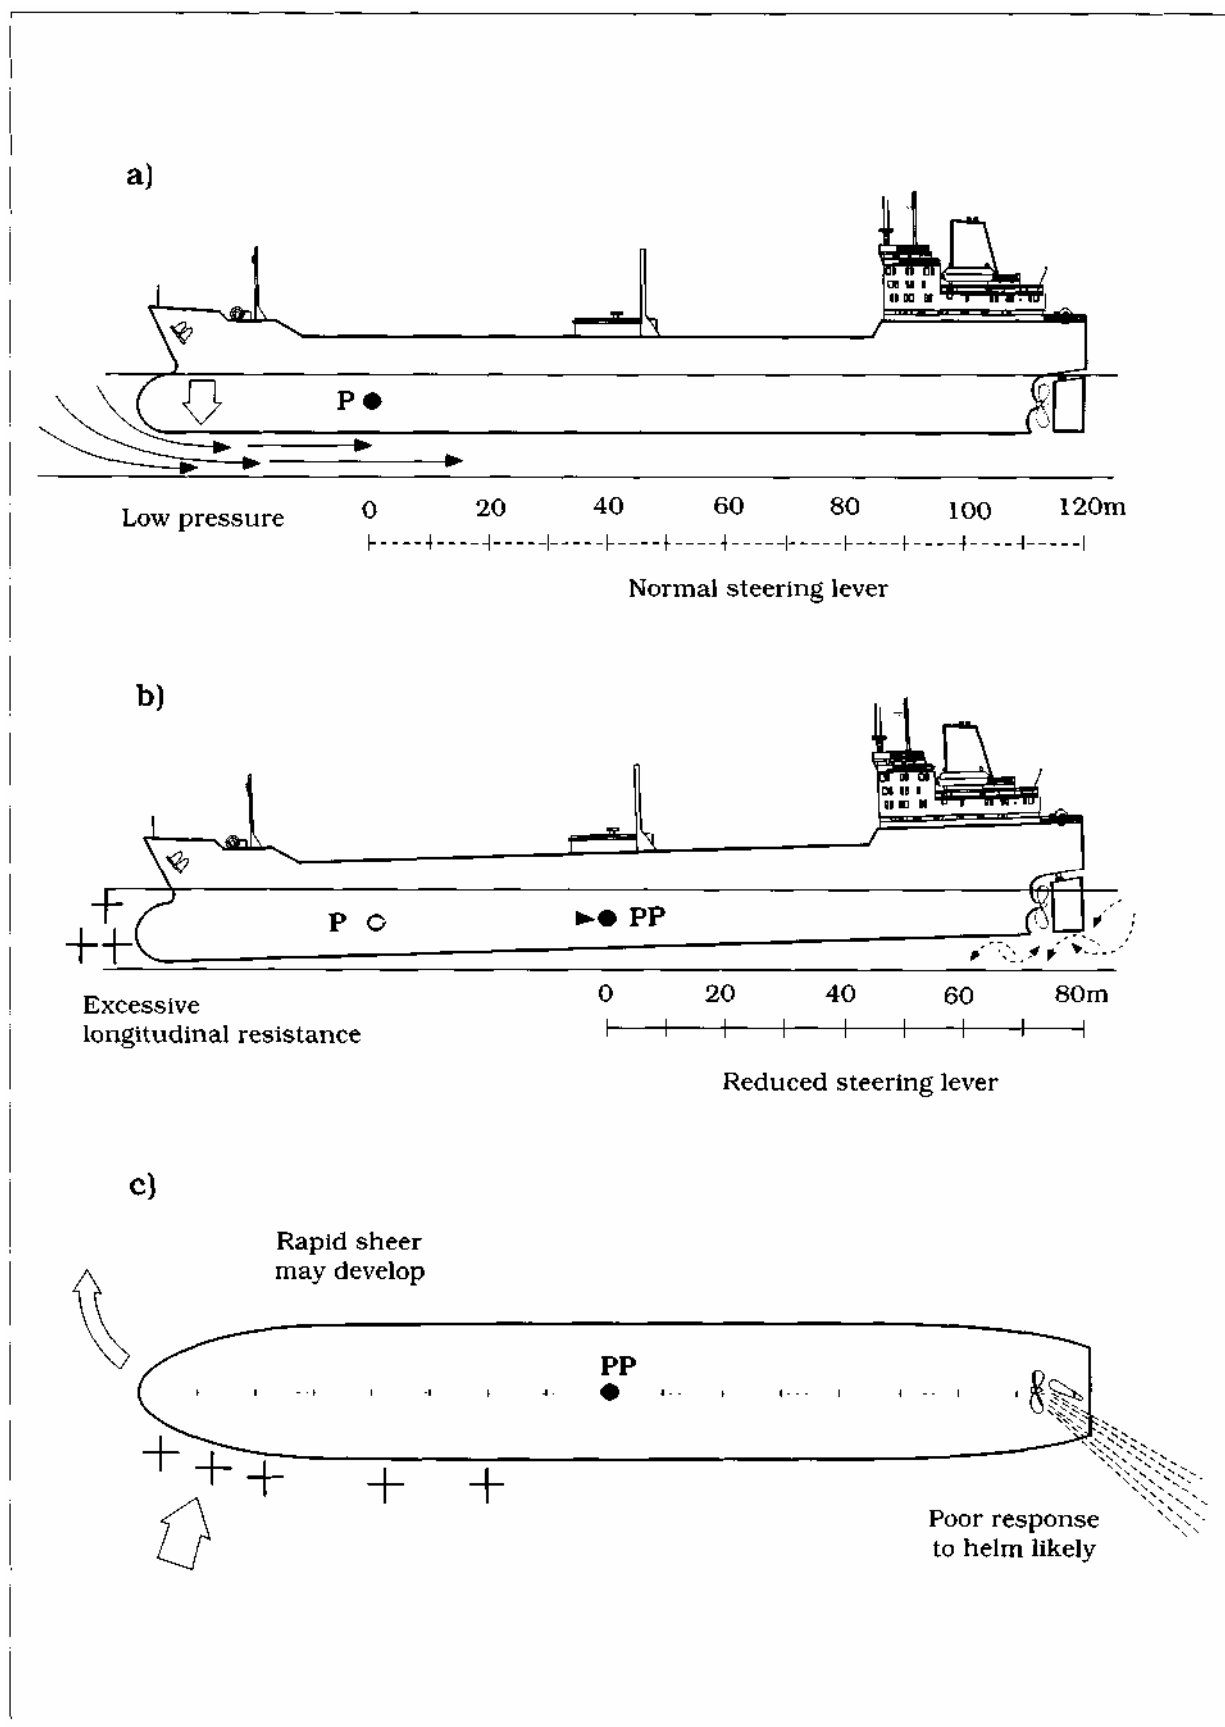 a)
P
Low pressure
0 20 40 60 80 100 120m
Normal steering lever
b)
P PP
Excessive
longitudinal resistance
0 20 40 60 80m
Reduced steering lever
c)
Rapid sheer
may develop
PP
Poor response
to helm likely